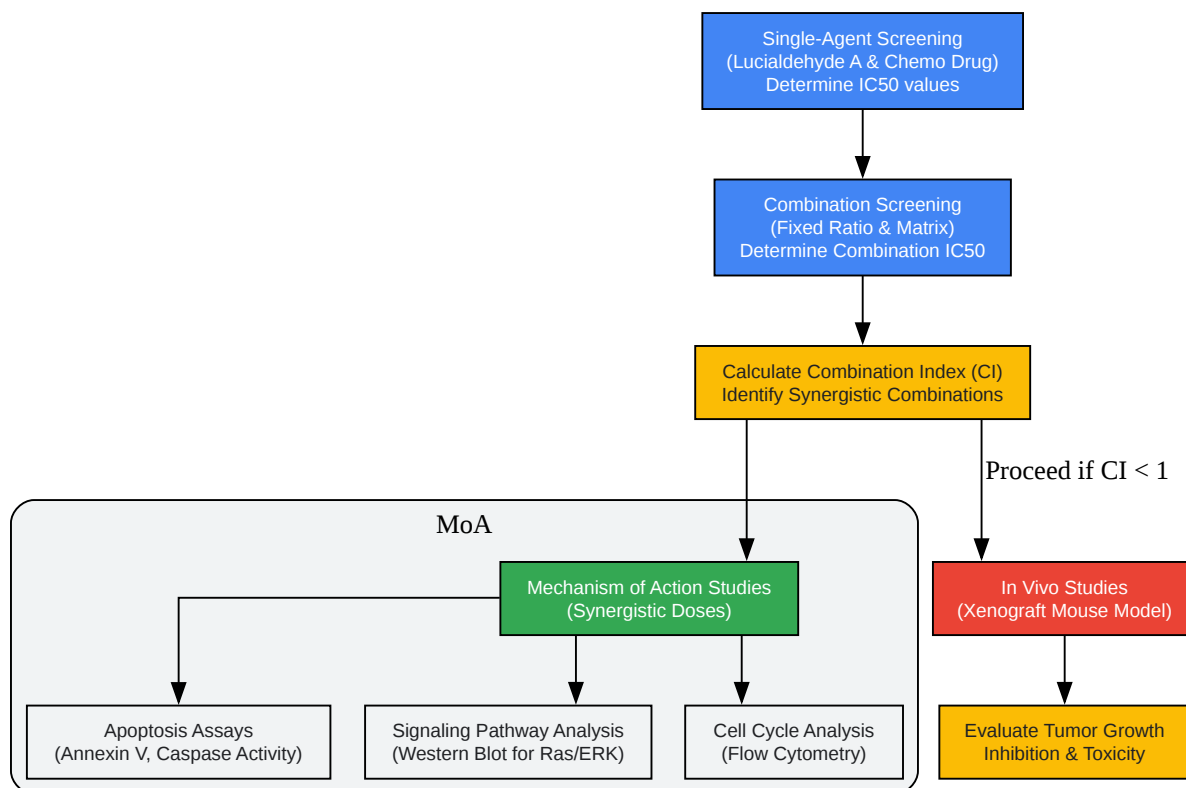 Single-Agent Screening
(Lucialdehyde A & Chemo Drug)
Determine IC50 values
Combination Screening
(Fixed Ratio & Matrix)
Determine Combination IC50
Calculate Combination Index (CI)
Identify Synergistic Combinations
Proceed if CI < 1
MoA
Mechanism of Action Studies
(Synergistic Doses)
In Vivo Studies
(Xenograft Mouse Model)
Apoptosis Assays
(Annexin V, Caspase Activity)
Signaling Pathway Analysis
(Western Blot for Ras/ERK)
Cell Cycle Analysis
(Flow Cytometry)
Evaluate Tumor Growth
Inhibition & Toxicity